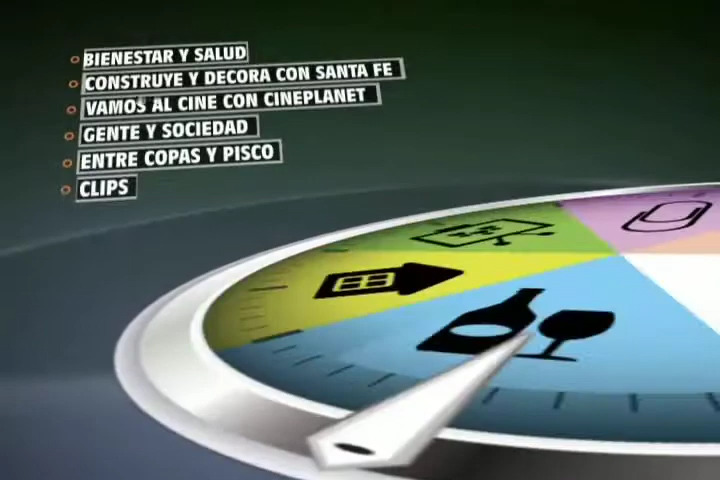 BIENESTAR Y SALUD
CONSTRUYE Y DECORA CON SANTA FE
VAMOS AL CINE CON CINEPLANET
GENTE Y SOCIEDAD
ENTRE COPAS Y PISCO
CLIPS